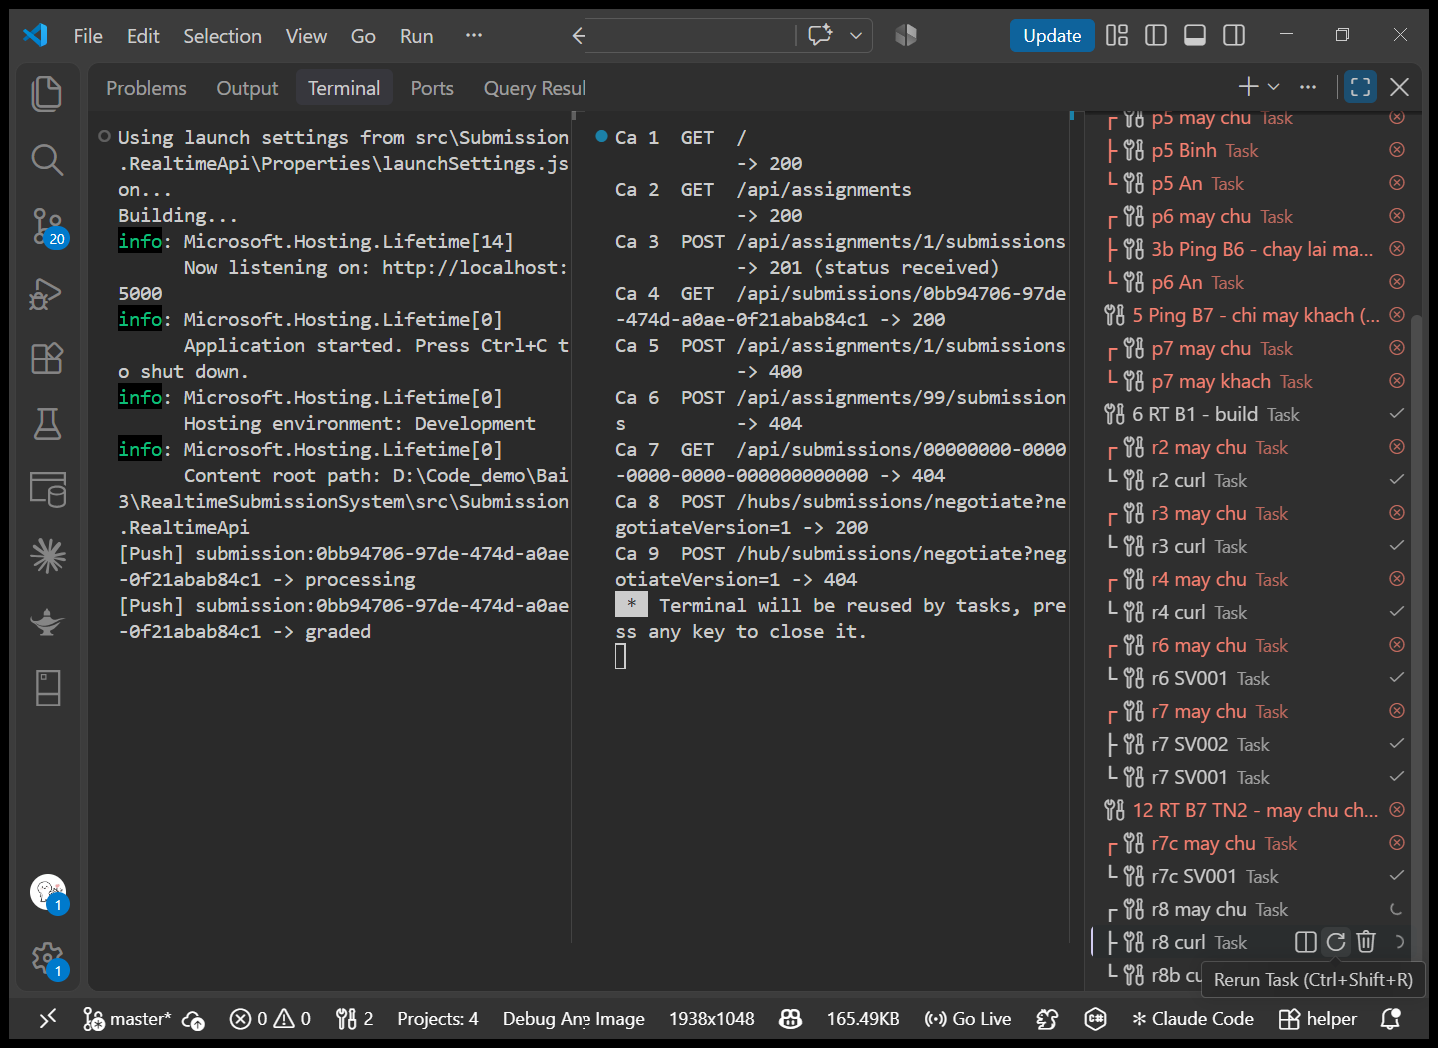 File Edit Selection View Go Run ··· Update
Problems Output Terminal Ports Query Resul
Using launch settings from src\Submission
.RealtimeApi\Properties\launchSettings.js
on...
Building...
info: Microsoft.Hosting.Lifetime[14]
Now listening on: http://localhost:
5000
info: Microsoft.Hosting.Lifetime[0]
Application started. Press Ctrl+C t
o shut down.
info: Microsoft.Hosting.Lifetime[0]
Hosting environment: Development
info: Microsoft.Hosting.Lifetime[0]
Content root path: D:\Code_demo\Bai
3\RealtimeSubmissionSystem\src\Submission
.RealtimeApi
[Push] submission:0bb94706-97de-474d-a0ae
-0f21abab84c1 -> processing
[Push] submission:0bb94706-97de-474d-a0ae
-0f21abab84c1 -> graded
Ca 1 GET /
-> 200
Ca 2 GET /api/assignments
-> 200
Ca 3 POST /api/assignments/1/submissions
-> 201 (status received)
Ca 4 GET /api/submissions/0bb94706-97de
-474d-a0ae-0f21abab84c1 -> 200
Ca 5 POST /api/assignments/1/submissions
-> 400
Ca 6 POST /api/assignments/99/submission
s -> 404
Ca 7 GET /api/submissions/00000000-0000
-0000-0000-000000000000 -> 404
Ca 8 POST /hubs/submissions/negotiate?ne
gotiateVersion=1 -> 200
Ca 9 POST /hub/submissions/negotiate?neg
otiateVersion=1 -> 404
* Terminal will be reused by tasks, pre
ss any key to close it.
p5 may chu Task
p5 Binh Task
p5 An Task
p6 may chu Task
3b Ping B6 - chay lai ma...
p6 An Task
5 Ping B7 - chi may khach (...
p7 may chu Task
p7 may khach Task
6 RT B1 - build Task
r2 may chu Task
r2 curl Task
r3 may chu Task
r3 curl Task
r4 may chu Task
r4 curl Task
r6 may chu Task
r6 SV001 Task
r7 may chu Task
r7 SV002 Task
r7 SV001 Task
12 RT B7 TN2 - may chu ch...
r7c may chu Task
r7c SV001 Task
r8 may chu Task
r8 curl Task
r8b cu
Rerun Task (Ctrl+Shift+R)
20
1
1
master* 0 0 2 Projects: 4 Debug Any Image 1938x1048 165.49KB Go Live C# Claude Code helper